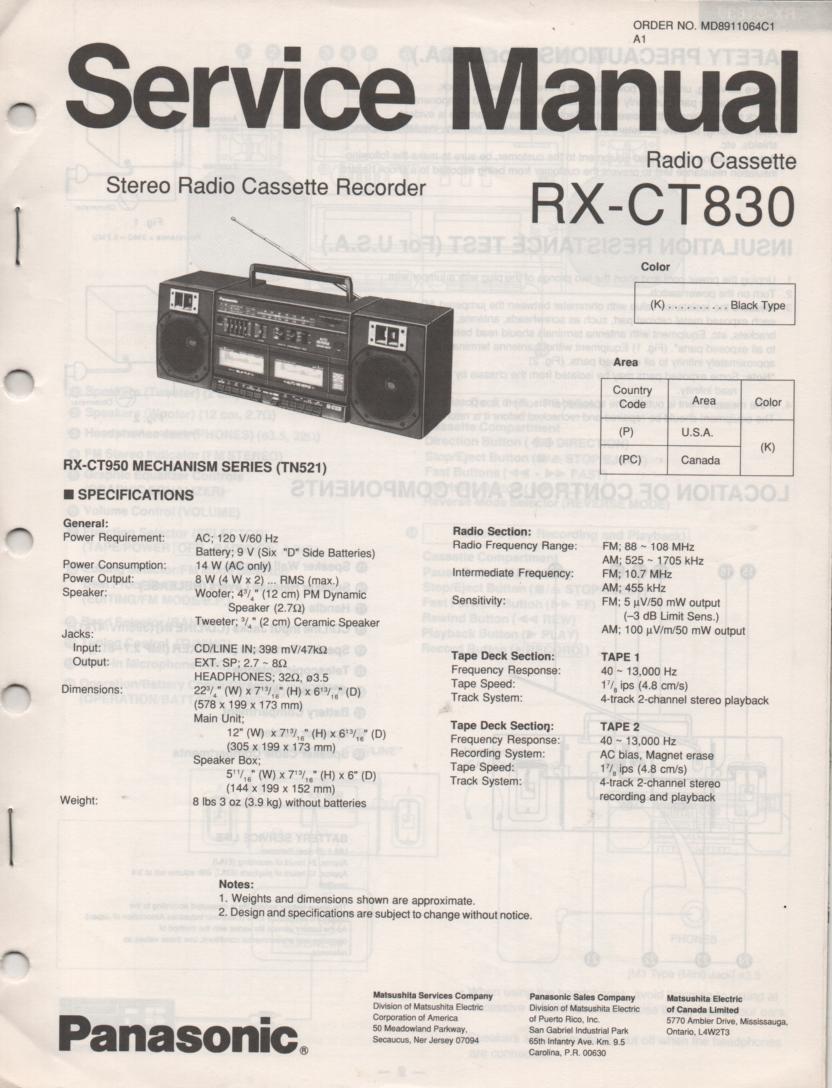 ORDER NO. MD8911064C1
A1
Service Manual
Radio Cassette
Stereo Radio Cassette Recorder
RX-CT830
Color
(K) . . . . . . . . . . Black Type
Area
Country Code Area Color
(P) U.S.A. (K)
(PC) Canada
RX-CT950 MECHANISM SERIES (TN521)
■ SPECIFICATIONS
General:
Power Requirement: AC; 120 V/60 Hz
Battery; 9 V (Six "D" Side Batteries)
Power Consumption: 14 W (AC only)
Power Output: 8 W (4 W x 2) ... RMS (max.)
Speaker: Woofer; 4³/₄" (12 cm) PM Dynamic
Speaker (2.7Ω)
Tweeter; ³/₄" (2 cm) Ceramic Speaker
Jacks:
Input: CD/LINE IN; 398 mV/47kΩ
Output: EXT. SP; 2.7 ~ 8Ω
HEADPHONES; 32Ω, ø3.5
Dimensions: 22³/₄" (W) x 7¹³/₁₆" (H) x 6¹³/₁₆" (D)
(578 x 199 x 173 mm)
Main Unit;
12" (W) x 7¹³/₁₆" (H) x 6¹³/₁₆" (D)
(305 x 199 x 173 mm)
Speaker Box;
5¹¹/₁₆" (W) x 7¹³/₁₆" (H) x 6" (D)
(144 x 199 x 152 mm)
Weight: 8 lbs 3 oz (3.9 kg) without batteries
Radio Section:
Radio Frequency Range: FM; 88 ~ 108 MHz
AM; 525 ~ 1705 kHz
Intermediate Frequency: FM; 10.7 MHz
AM; 455 kHz
Sensitivity: FM; 5 μV/50 mW output
(–3 dB Limit Sens.)
AM; 100 μV/m/50 mW output
Tape Deck Section: TAPE 1
Frequency Response: 40 ~ 13,000 Hz
Tape Speed: 1⁷/₈ ips (4.8 cm/s)
Track System: 4-track 2-channel stereo playback
Tape Deck Section: TAPE 2
Frequency Response: 40 ~ 13,000 Hz
Recording System: AC bias, Magnet erase
Tape Speed: 1⁷/₈ ips (4.8 cm/s)
Track System: 4-track 2-channel stereo
recording and playback
Notes:
1. Weights and dimensions shown are approximate.
2. Design and specifications are subject to change without notice.
Panasonic®
Matsushita Services Company
Division of Matsushita Electric
Corporation of America
50 Meadowland Parkway,
Secaucus, Ner Jersey 07094
Panasonic Sales Company
Division of Matsushita Electric
of Puerto Rico, Inc.
San Gabriel Industrial Park
65th Infantry Ave. Km. 9.5
Carolina, P.R. 00630
Matsushita Electric
of Canada Limited
5770 Ambler Drive, Mississauga,
Ontario, L4W2T3